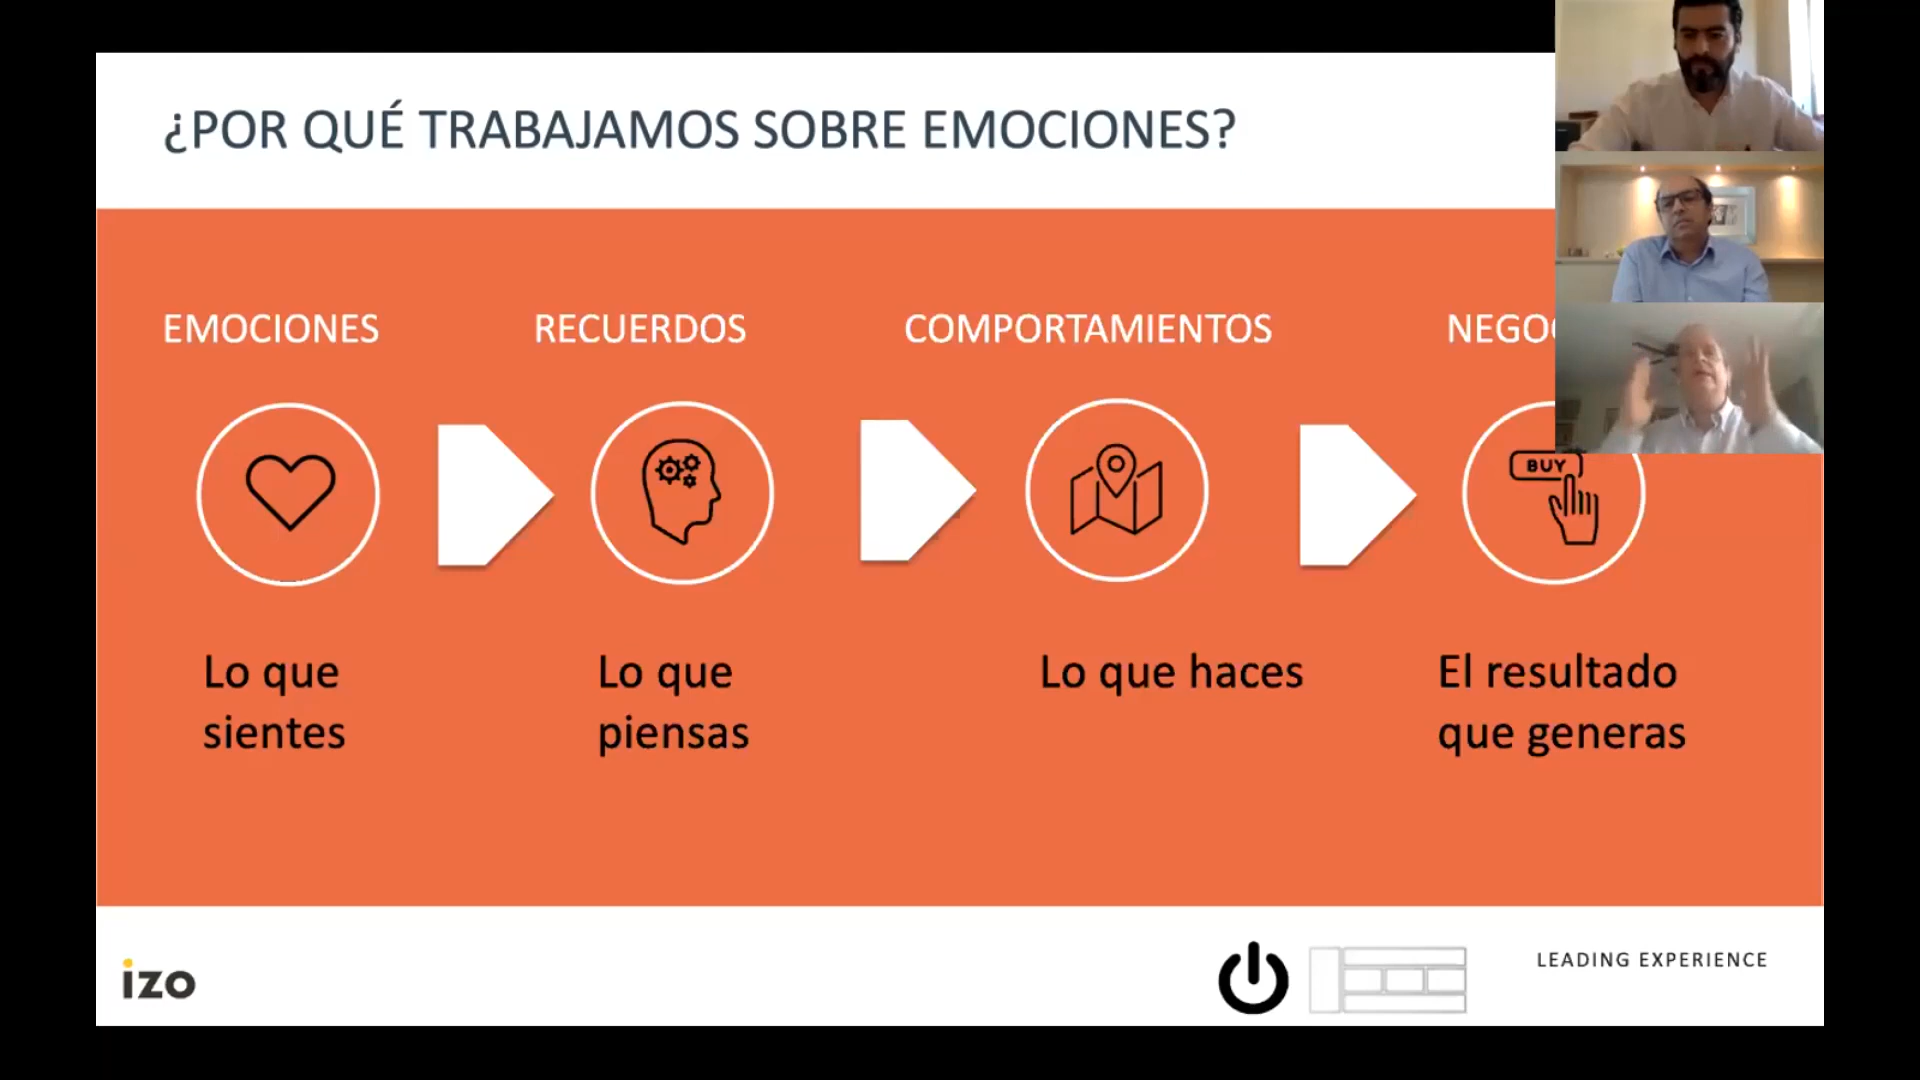 ¿POR QUÉ TRABAJAMOS SOBRE EMOCIONES?
EMOCIONES
RECUERDOS
COMPORTAMIENTOS
BUY
Lo que
sientes
Lo que
piensas
Lo que haces
El resultado
que generas
izo
LEADING EXPERIENCE